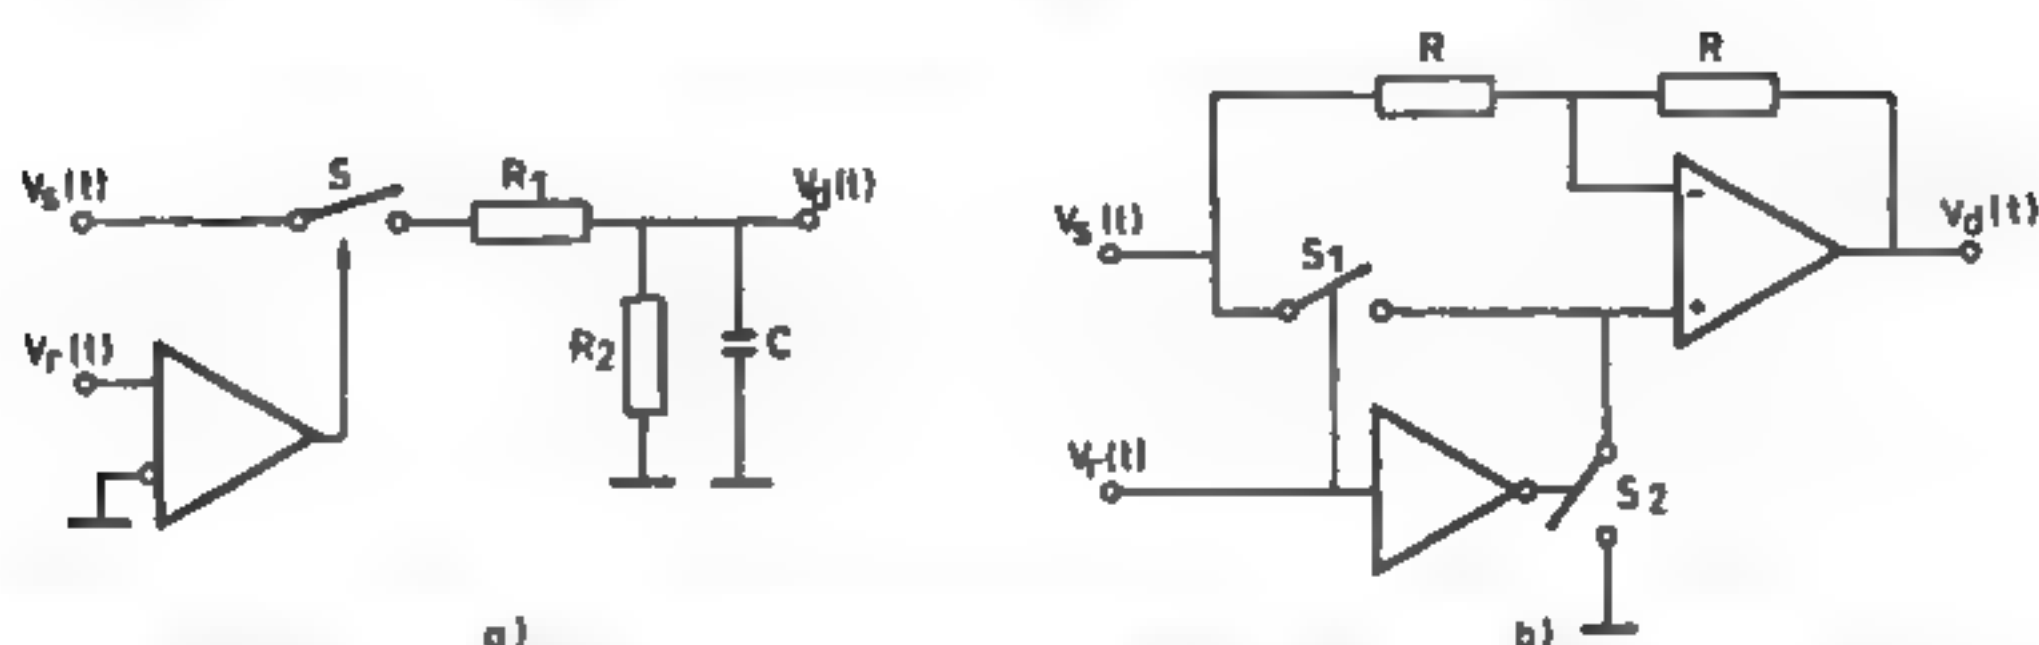 R R
Vs(t) S R1 Vd(t)
Vs(t) S1 - Vd(t)
+
Vr(t) R2 C
Vr(t) S2
a) b)